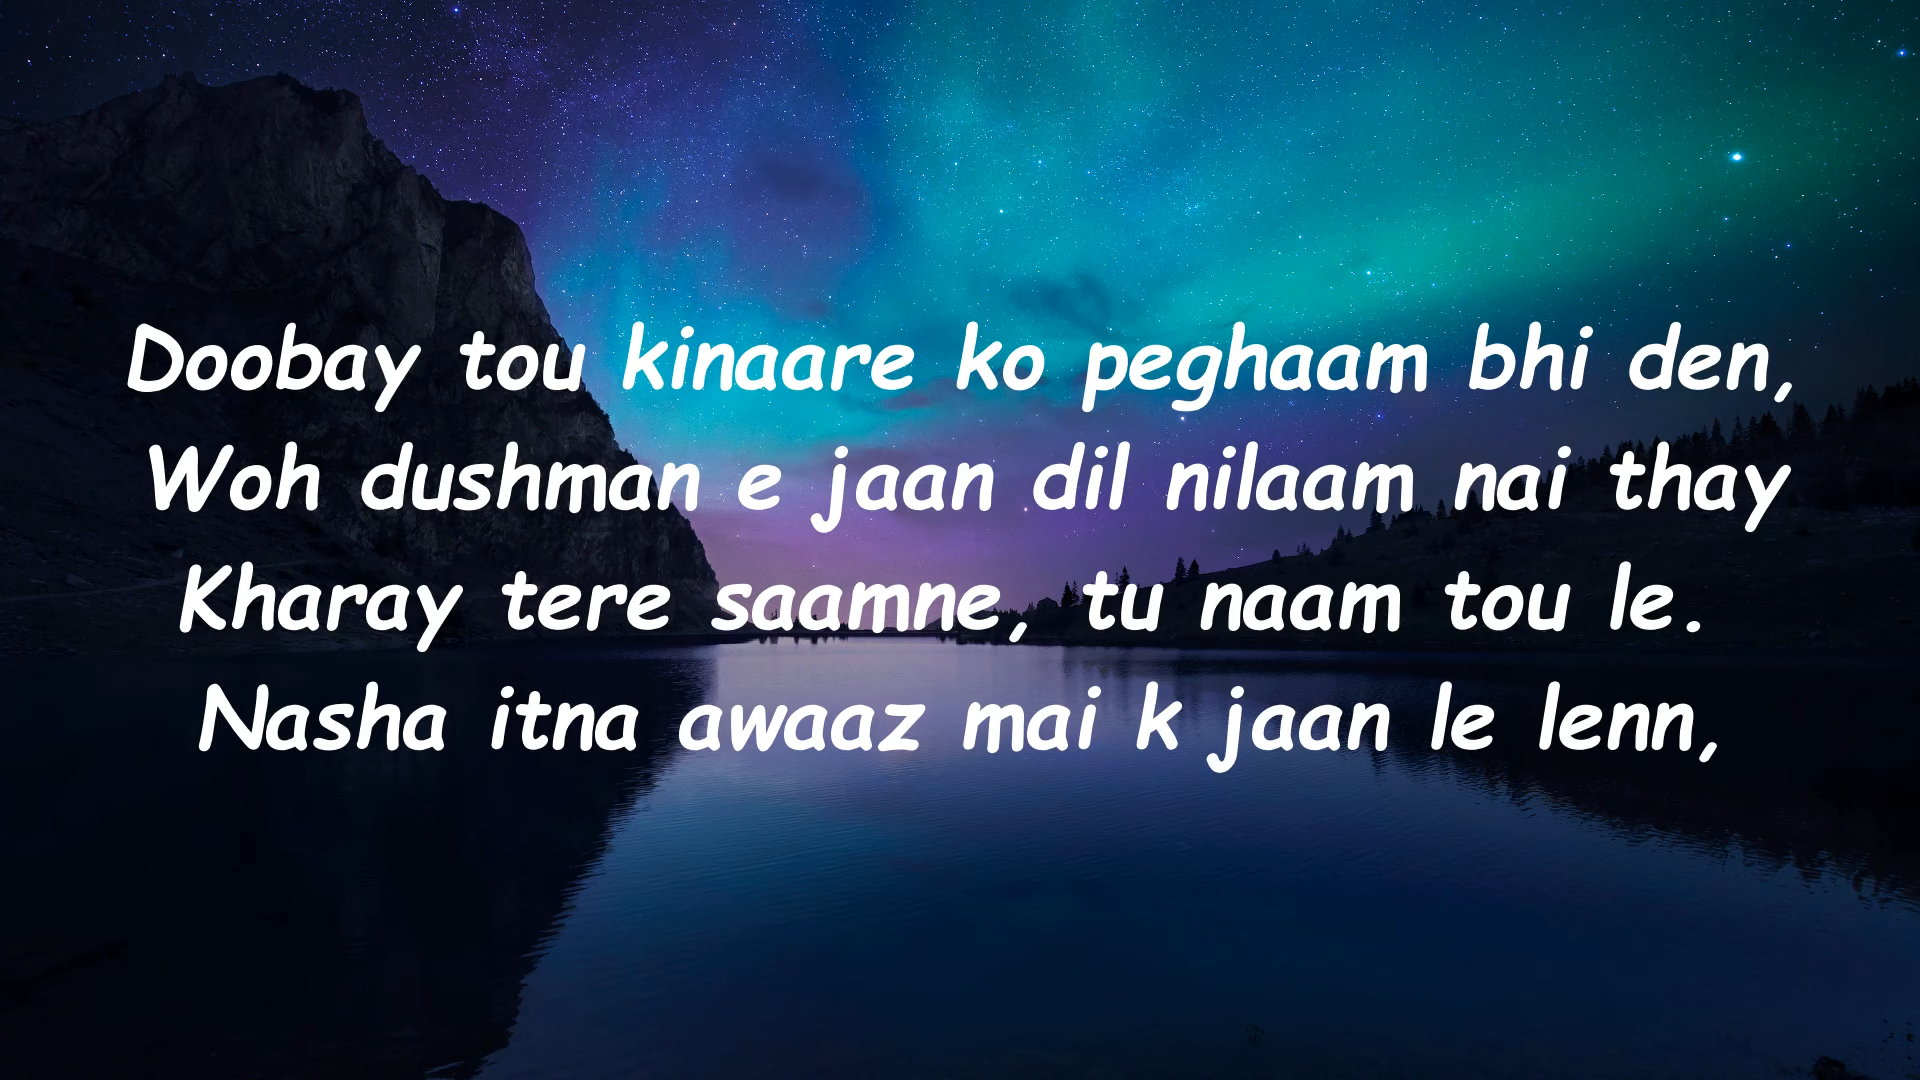 Doobay tou kinaare ko peghaam bhi den,
Woh dushman e jaan dil nilaam nai thay
Kharay tere saamne, tu naam tou le.
Nasha itna awaaz mai k jaan le lenn,